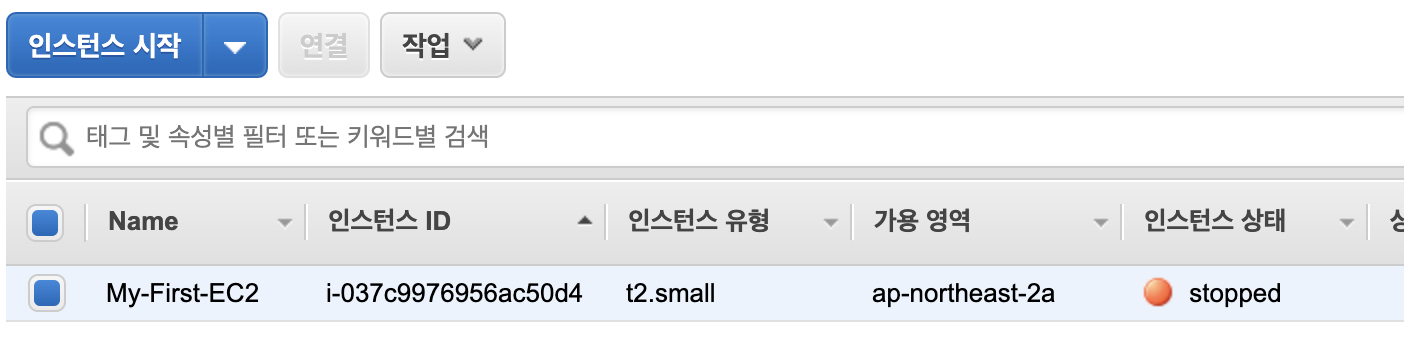 인스턴스 시작 연결 작업
태그 및 속성별 필터 또는 키워드별 검색
Name 인스턴스 ID 인스턴스 유형 가용 영역 인스턴스 상태
My-First-EC2 i-037c9976956ac50d4 t2.small ap-northeast-2a stopped